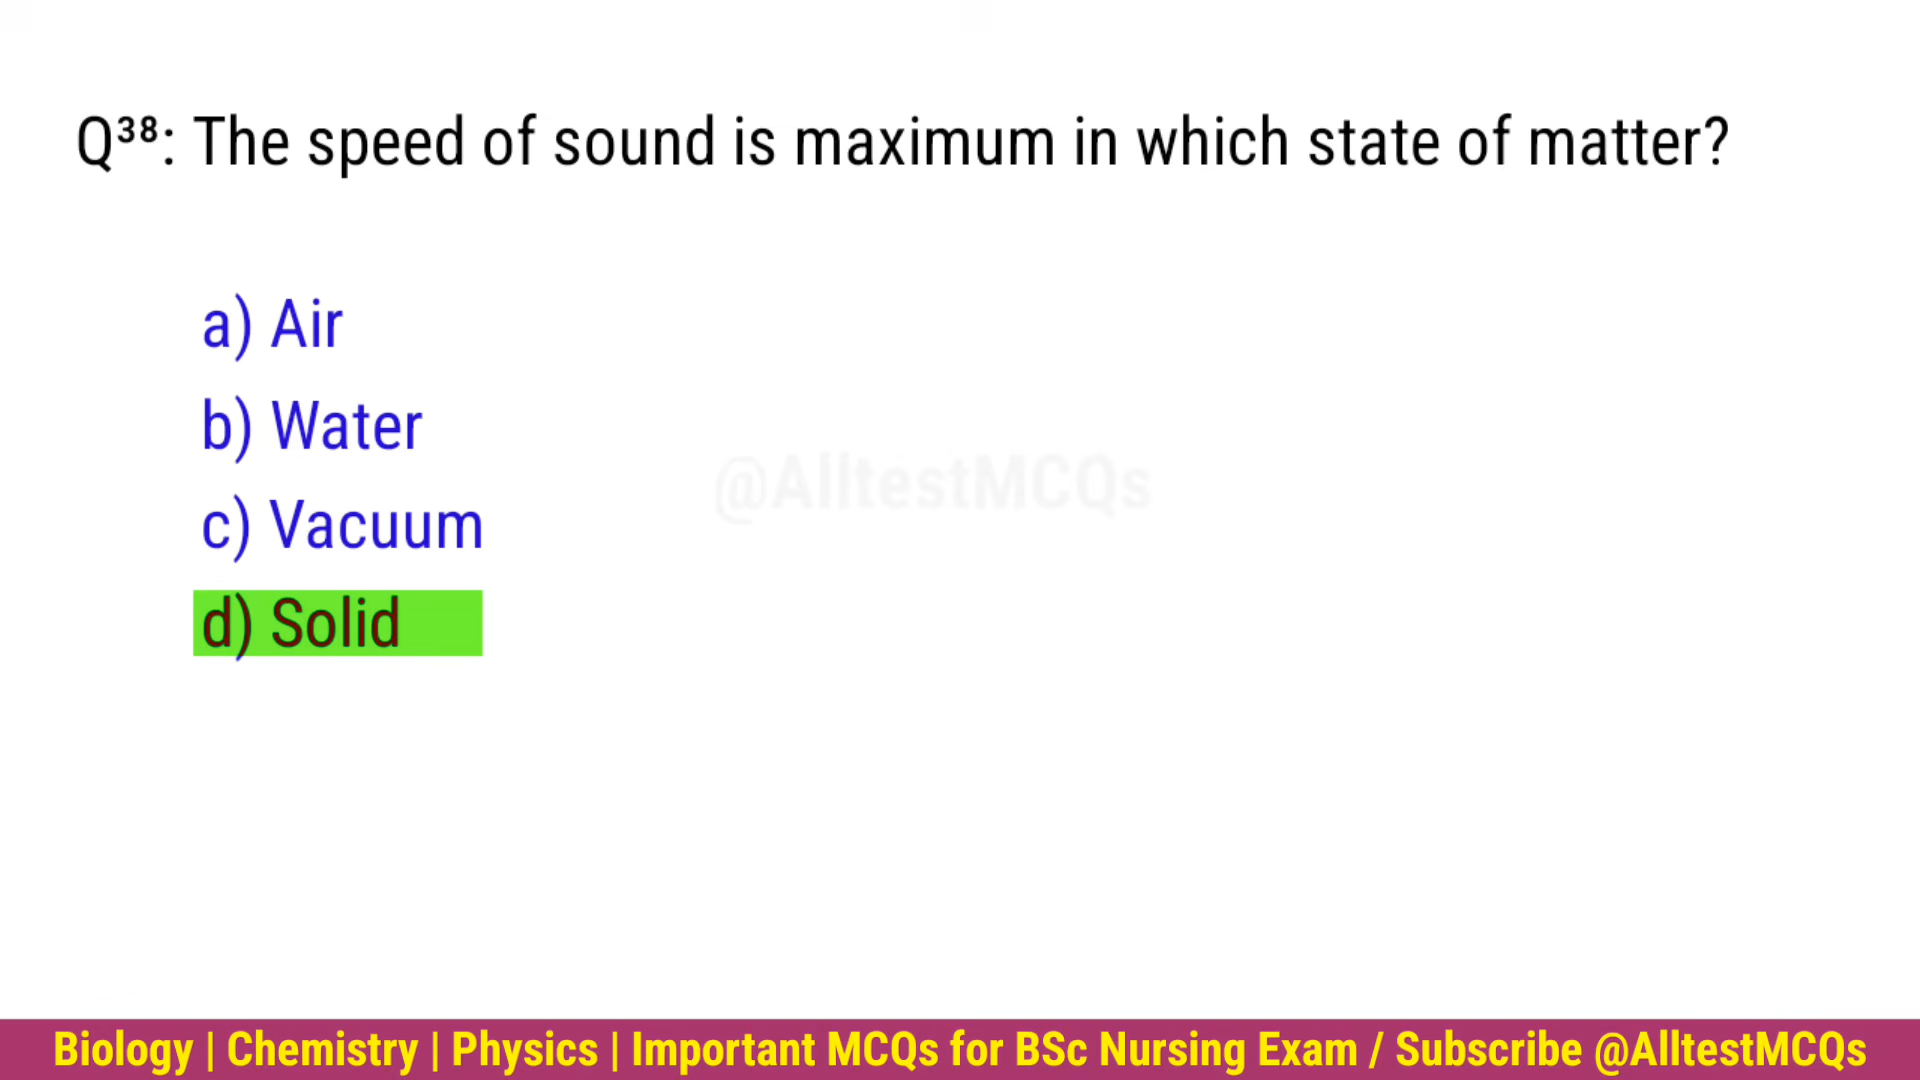 Q³⁸: The speed of sound is maximum in which state of matter?
a) Air
b) Water
@AlltestMCQs
c) Vacuum
d) Solid
Biology | Chemistry | Physics | Important MCQs for BSc Nursing Exam / Subscribe @AlltestMCQs